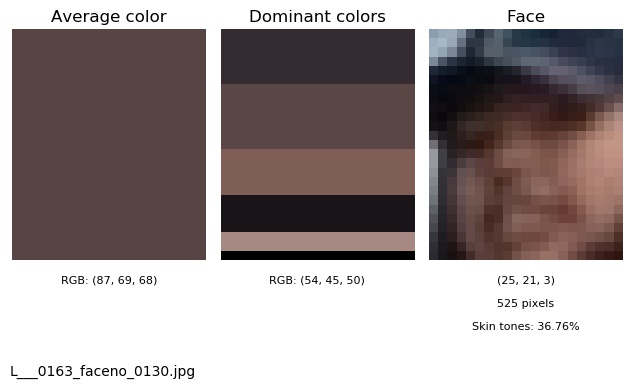 Average color
Dominant colors
Face
RGB: (87, 69, 68)
RGB: (54, 45, 50)
(25, 21, 3)
525 pixels
Skin tones: 36.76%
L___0163_faceno_0130.jpg